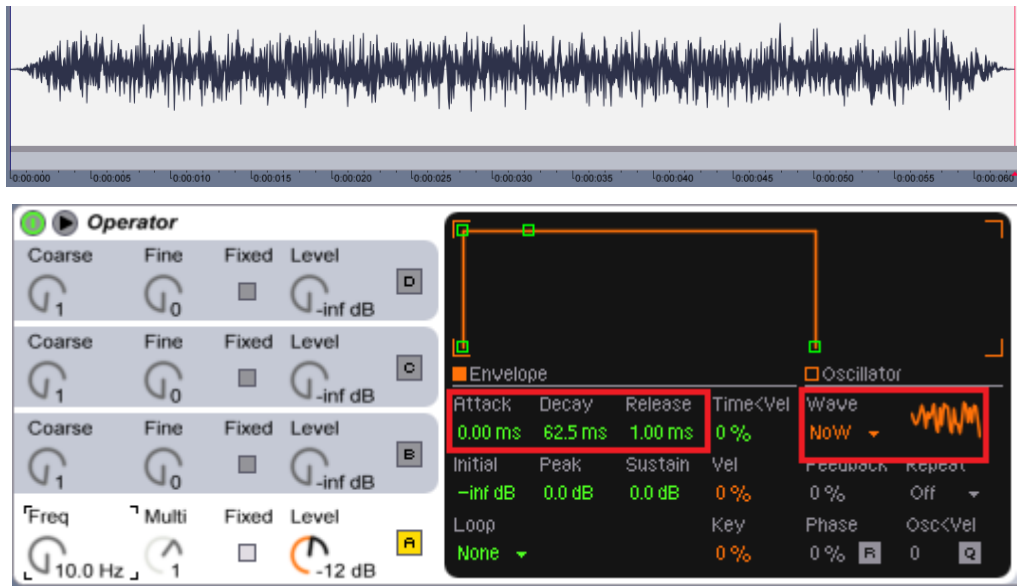 0:00:000 0:00:005 0:00:010 0:00:015 0:00:020 0:00:025 0:00:030 0:00:035 0:00:040 0:00:045 0:00:050 0:00:055 0:00:060
Operator
Coarse Fine Fixed Level
1 0 -inf dB D
Coarse Fine Fixed Level
1 0 -inf dB C
Coarse Fine Fixed Level
1 0 -inf dB B
Freq Multi Fixed Level
10.0 Hz 1 -12 dB A
Envelope Oscillator
Attack Decay Release Time<Vel Wave
0.00 ms 62.5 ms 1.00 ms 0 % NoW
Initial Peak Sustain Vel Feedback Repeat
-inf dB 0.0 dB 0.0 dB 0 % 0 % Off
Loop Key Phase Osc<Vel
None 0 % 0 % R 0 Q